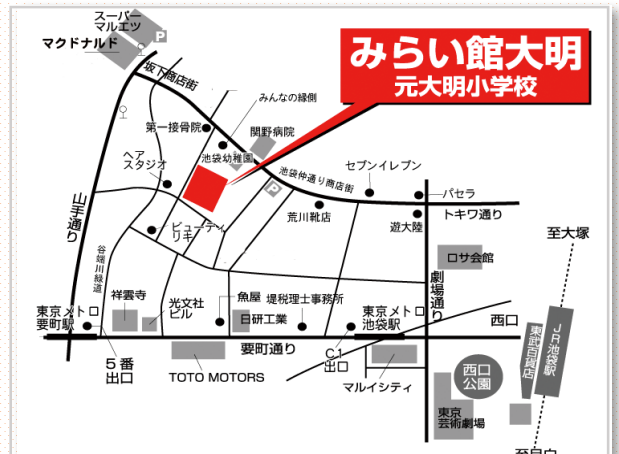 スーパー
マルエツ
マクドナルド
P
みらい館大明
元大明小学校
坂下商店街
みんなの縁側
第一接骨院
関野病院
池袋幼稚園
ヘア
スタジオ
池袋仲通り商店街
セブンイレブン
P
パセラ
荒川靴店
トキワ通り
遊大陸
山手通り
ビューティ
リキ
谷端川緑道
至大塚
ロサ会館
劇場通り
東京メトロ
要町駅
祥雲寺
光文社
ビル
魚屋
堤税理士事務所
日研工業
東京メトロ
池袋駅
西口
5番
出口
要町通り
TOTO MOTORS
C1
出口
マルイシティ
西口
公園
東武百貨店
JR池袋駅
東京
芸術劇場
至目白